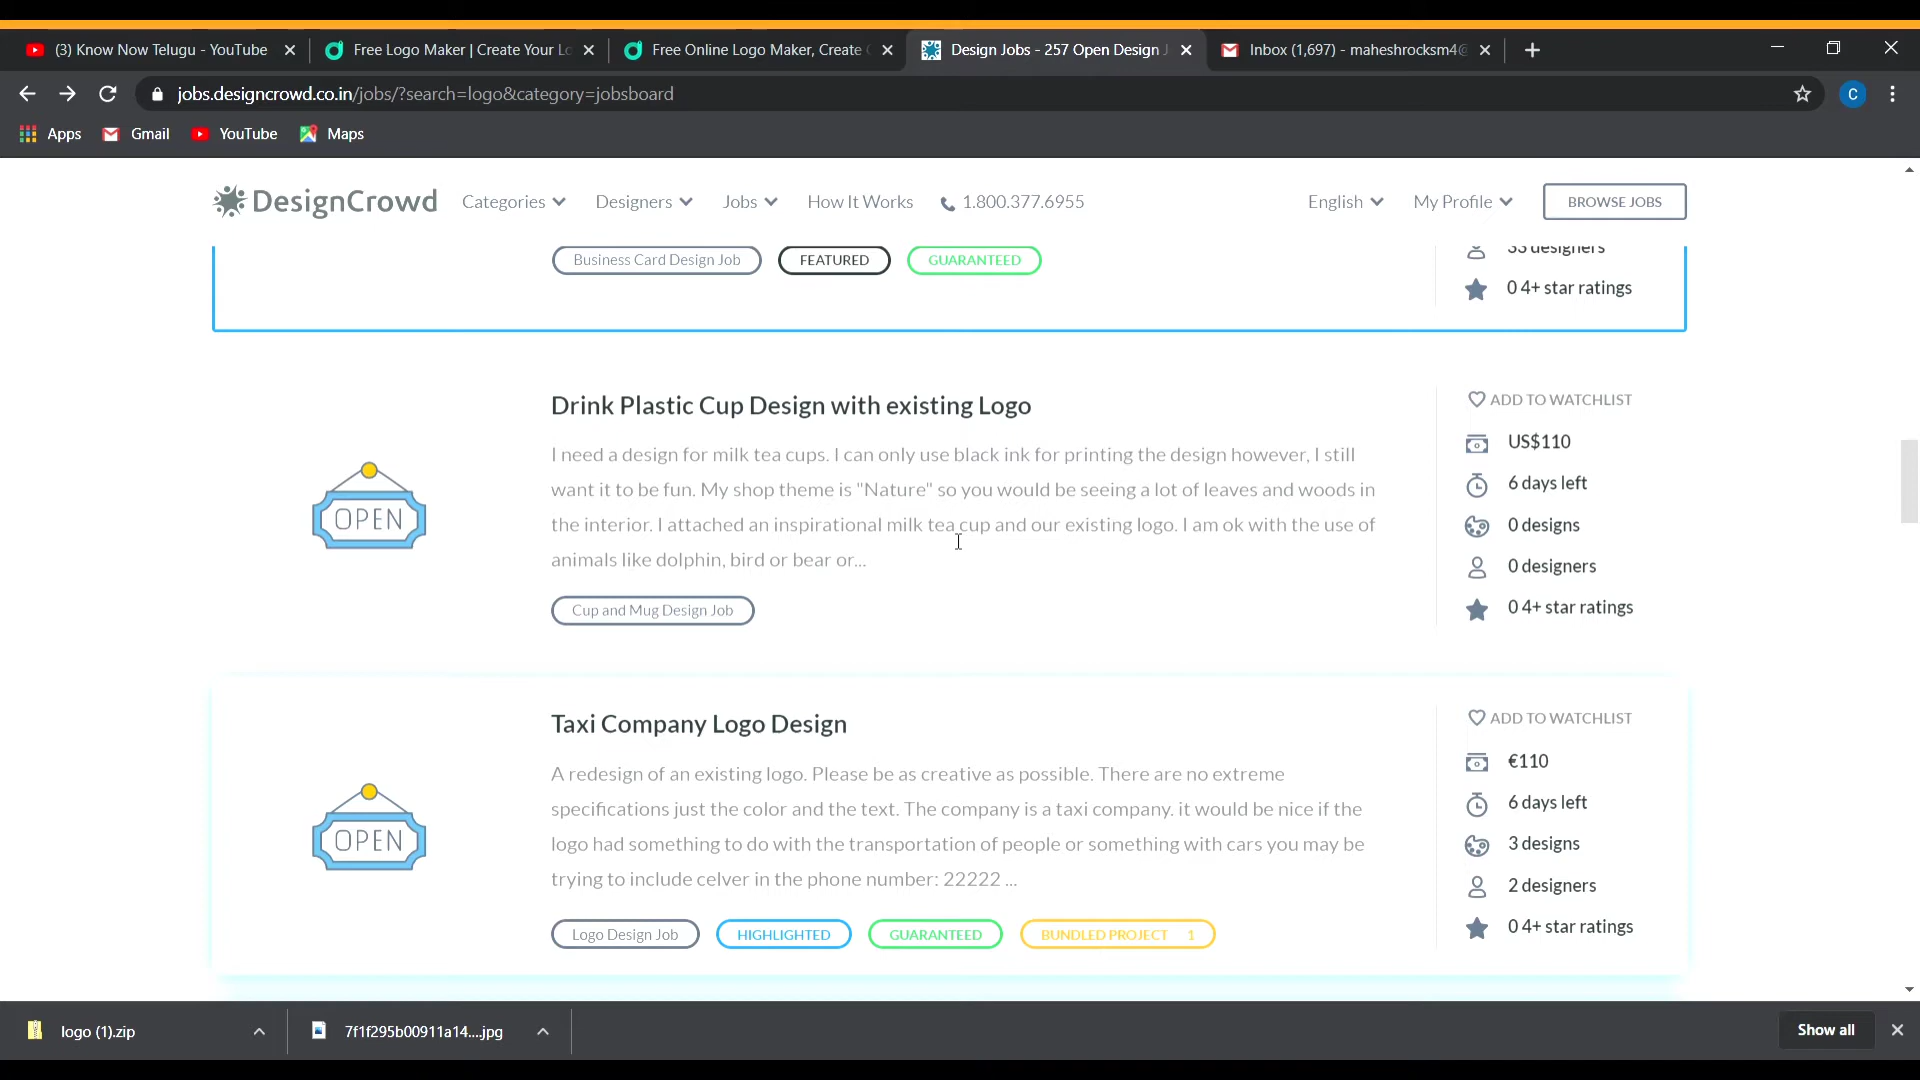 (3) Know Now Telugu - YouTube
Free Logo Maker | Create Your Lo
Free Online Logo Maker, Create
Design Jobs - 257 Open Design J
Inbox (1,697) - maheshrocksm4@
jobs.designcrowd.co.in/jobs/?search=logo&category=jobsboard
C
Apps
Gmail
YouTube
Maps
DesignCrowd
Categories
Designers
Jobs
How It Works
1.800.377.6955
English
My Profile
BROWSE JOBS
Business Card Design Job
FEATURED
GUARANTEED
33 designers
0 4+ star ratings
Drink Plastic Cup Design with existing Logo
I need a design for milk tea cups. I can only use black ink for printing the design however, I still
want it to be fun. My shop theme is "Nature" so you would be seeing a lot of leaves and woods in
the interior. I attached an inspirational milk tea cup and our existing logo. I am ok with the use of
animals like dolphin, bird or bear or...
Cup and Mug Design Job
OPEN
ADD TO WATCHLIST
US$110
6 days left
0 designs
0 designers
0 4+ star ratings
Taxi Company Logo Design
A redesign of an existing logo. Please be as creative as possible. There are no extreme
specifications just the color and the text. The company is a taxi company. it would be nice if the
logo had something to do with the transportation of people or something with cars you may be
trying to include celver in the phone number: 22222 ...
Logo Design Job
HIGHLIGHTED
GUARANTEED
BUNDLED PROJECT 1
OPEN
ADD TO WATCHLIST
€110
6 days left
3 designs
2 designers
0 4+ star ratings
logo (1).zip
7f1f295b00911a14....jpg
Show all